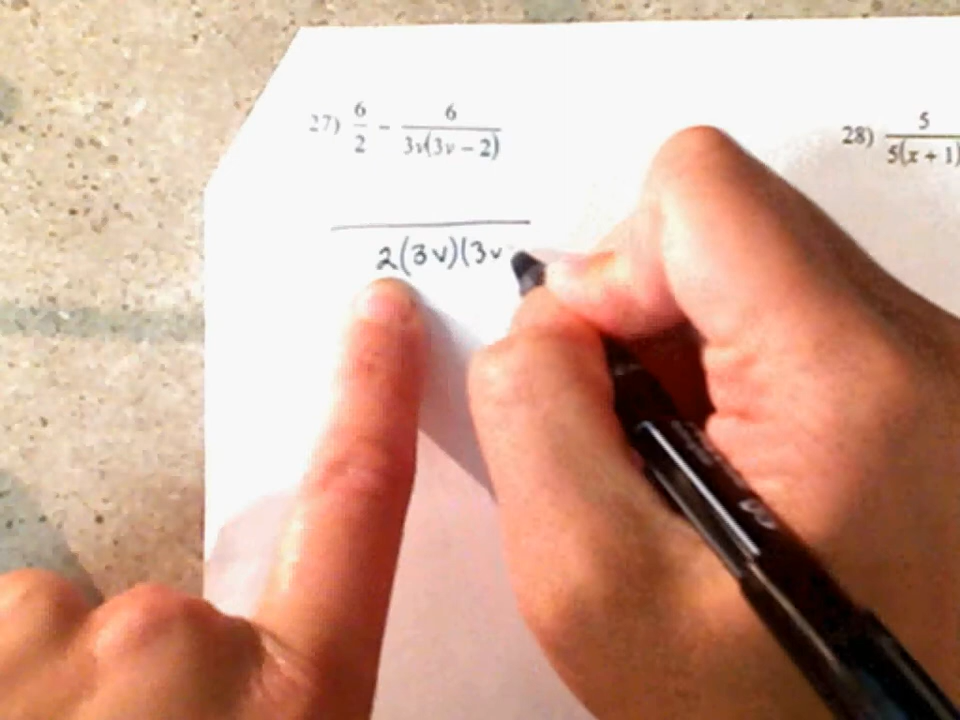 27) 6/2 - 6/(3v(3v - 2))
28) 5/(5(x + 1)
2(3v)(3v